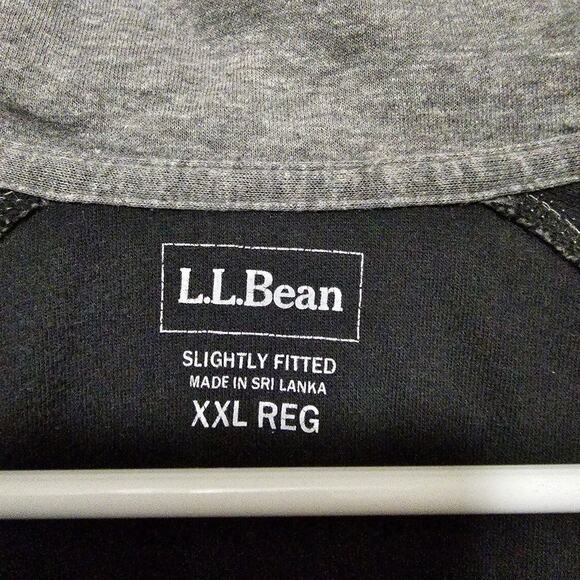 L.L.Bean
SLIGHTLY FITTED
MADE IN SRI LANKA
XXL REG